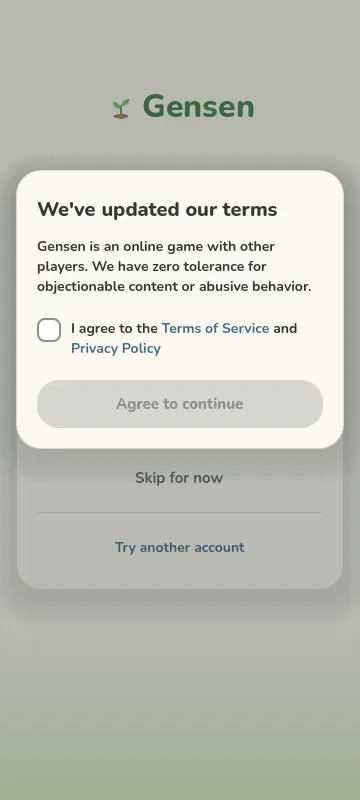 Gensen
We've updated our terms
Gensen is an online game with other
players. We have zero tolerance for
objectionable content or abusive behavior.
I agree to the Terms of Service and
Privacy Policy
Agree to continue
Skip for now
Try another account